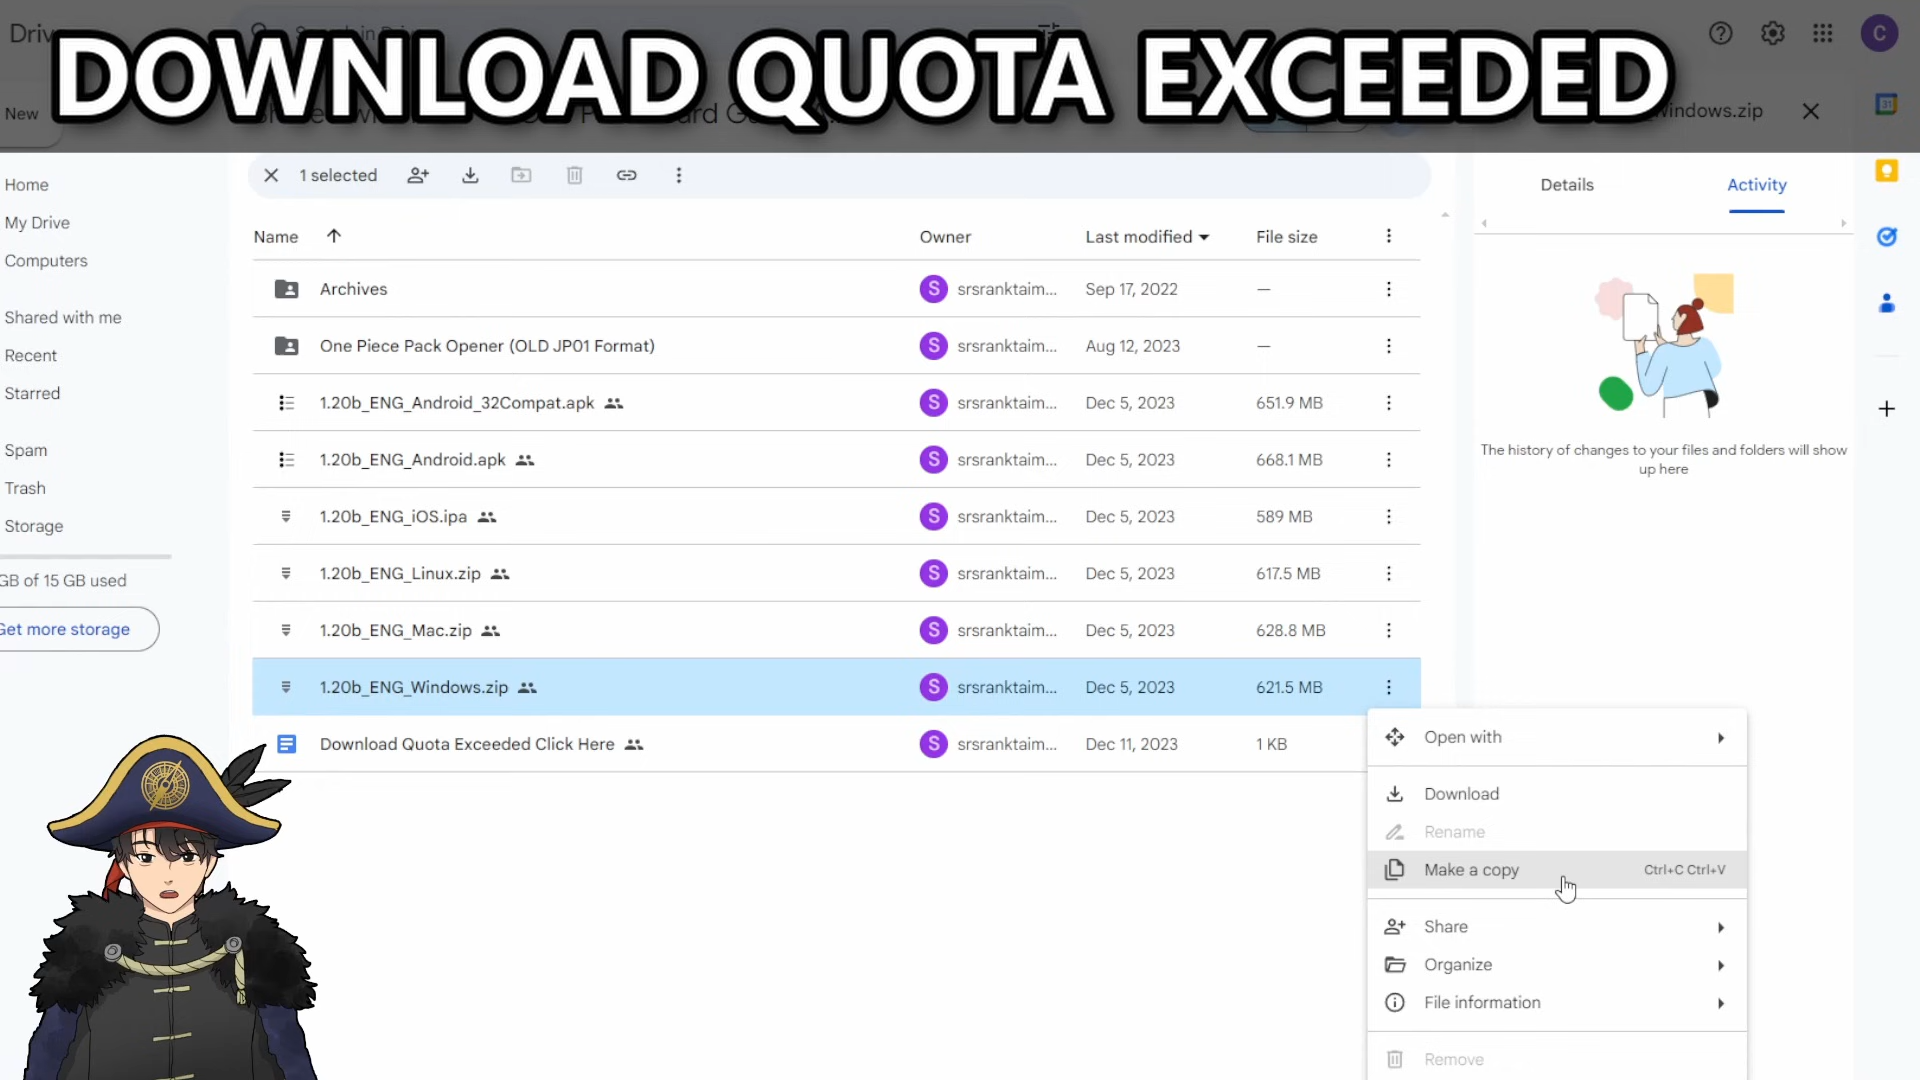 DOWNLOAD QUOTA EXCEEDED
New
Windows.zip
C
31
1 selected
Details
Activity
Home
My Drive
Computers
Shared with me
Recent
Starred
Spam
Trash
Storage
GB of 15 GB used
Get more storage
Name
Owner
Last modified
File size
Archives
S srsranktaim...
Sep 17, 2022
—
One Piece Pack Opener (OLD JP01 Format)
S srsranktaim...
Aug 12, 2023
—
1.20b_ENG_Android_32Compat.apk
S srsranktaim...
Dec 5, 2023
651.9 MB
1.20b_ENG_Android.apk
S srsranktaim...
Dec 5, 2023
668.1 MB
1.20b_ENG_iOS.ipa
S srsranktaim...
Dec 5, 2023
589 MB
1.20b_ENG_Linux.zip
S srsranktaim...
Dec 5, 2023
617.5 MB
1.20b_ENG_Mac.zip
S srsranktaim...
Dec 5, 2023
628.8 MB
1.20b_ENG_Windows.zip
S srsranktaim...
Dec 5, 2023
621.5 MB
Download Quota Exceeded Click Here
S srsranktaim...
Dec 11, 2023
1 KB
The history of changes to your files and folders will show
up here
Open with
Download
Rename
Make a copy
Ctrl+C Ctrl+V
Share
Organize
File information
Remove